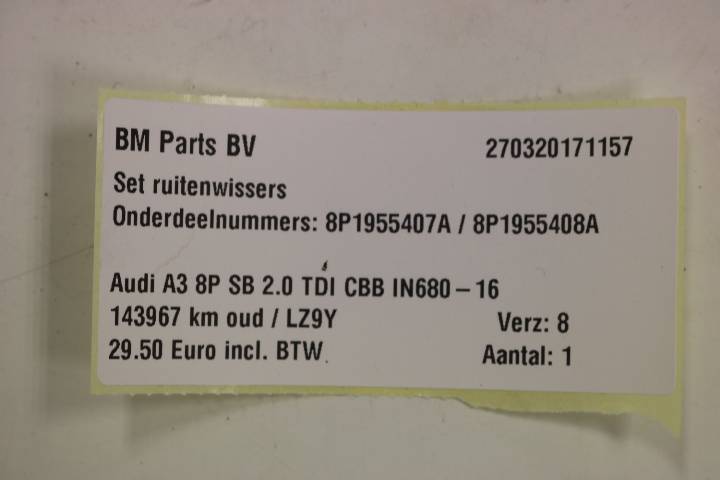 BM Parts BV 270320171157
Set ruitenwissers
Onderdeelnummers: 8P1955407A / 8P1955408A
Audi A3 8P SB 2.0 TDI CBB IN680 – 16
143967 km oud / LZ9Y Verz: 8
29.50 Euro incl. BTW Aantal: 1